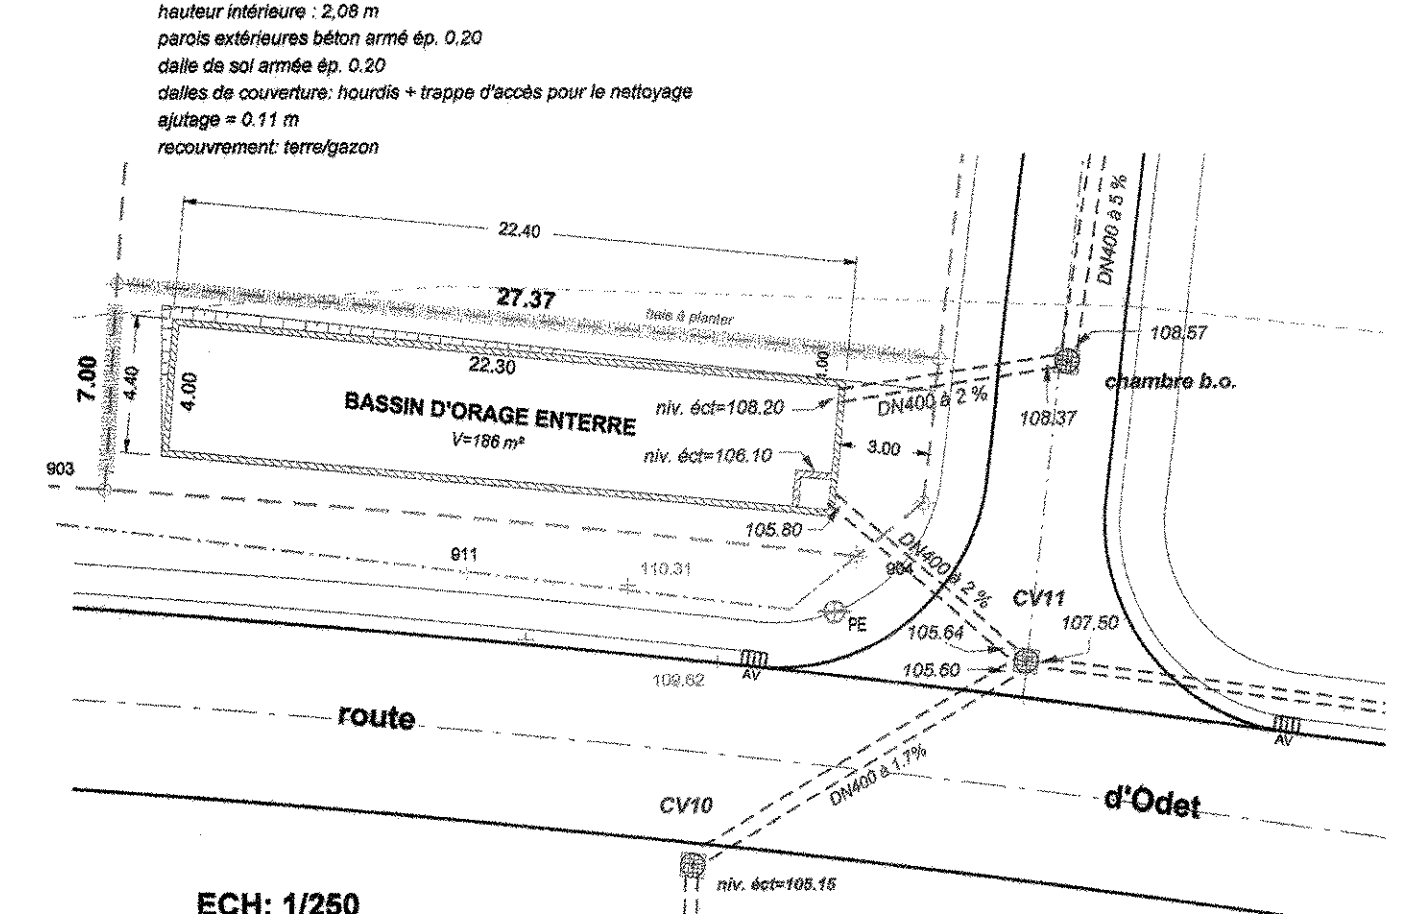 hauteur intérieure : 2,08 m
parois extérieures béton armé ép. 0.20
dalle de sol armée ép. 0.20
dalles de couverture: hourdis + trappe d'accès pour le nettoyage
ajutage = 0.11 m
recouvrement: terre/gazon
22.40
DN400 à 5 %
27.37
haie à planter
108.57
7.00
4.40
4.00
22.30
1.00
chambre b.o.
BASSIN D'ORAGE ENTERRE
niv. éct=108.20
DN400 à 2 %
108.37
V=186 m³
niv. éct=106.10
3.00
903
105.80
DN400 à 2 %
911
110.31
904
CV11
PE
105.64
107.50
105.60
AV
109.62
route
AV
DN400 à 1.7%
CV10
d'Odet
niv. éct=105.15
ECH: 1/250